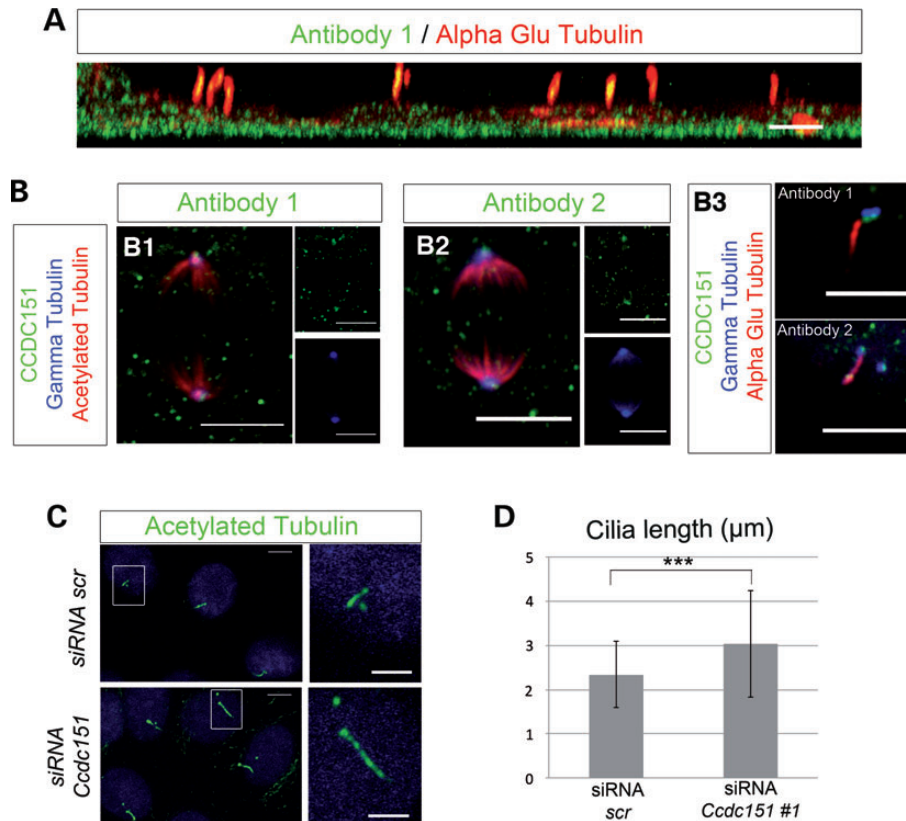 A
Antibody 1 / Alpha Glu Tubulin
B
CCDC151
Gamma Tubulin
Acetylated Tubulin
Antibody 1
B1
Antibody 2
B2
B3
CCDC151
Gamma Tubulin
Alpha Glu Tubulin
Antibody 1
Antibody 2
C
Acetylated Tubulin
siRNA scr
siRNA
Ccdc151
D
Cilia length (µm)
***
5
4
3
2
1
0
siRNA
scr
siRNA
Ccdc151 #1